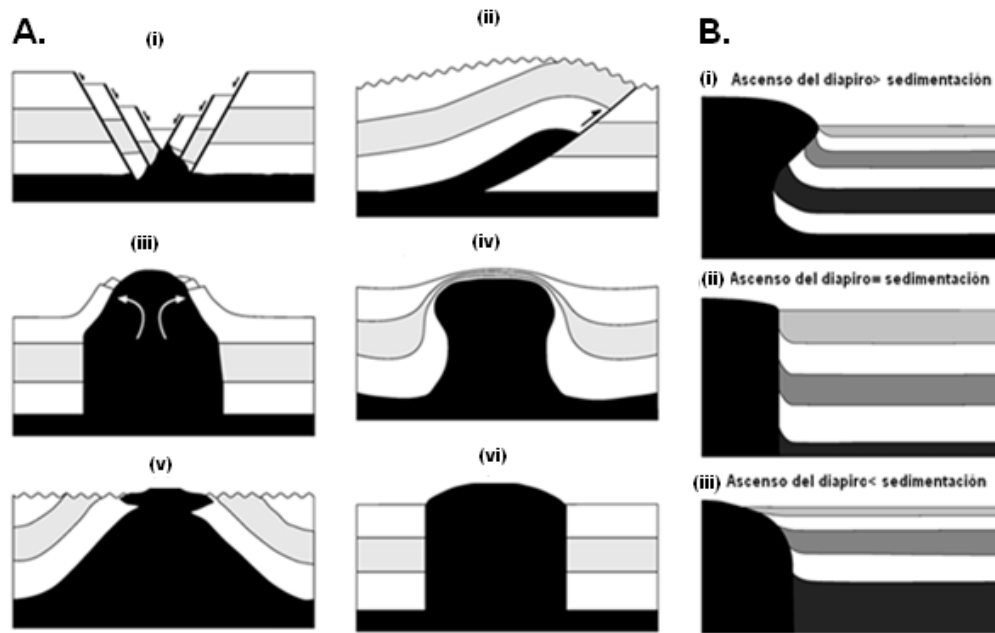 A.
(i)
(ii)
(iii)
(iv)
(v)
(vi)
B.
(i) Ascenso del diapiro> sedimentación
(ii) Ascenso del diapiro= sedimentación
(iii) Ascenso del diapiro< sedimentación